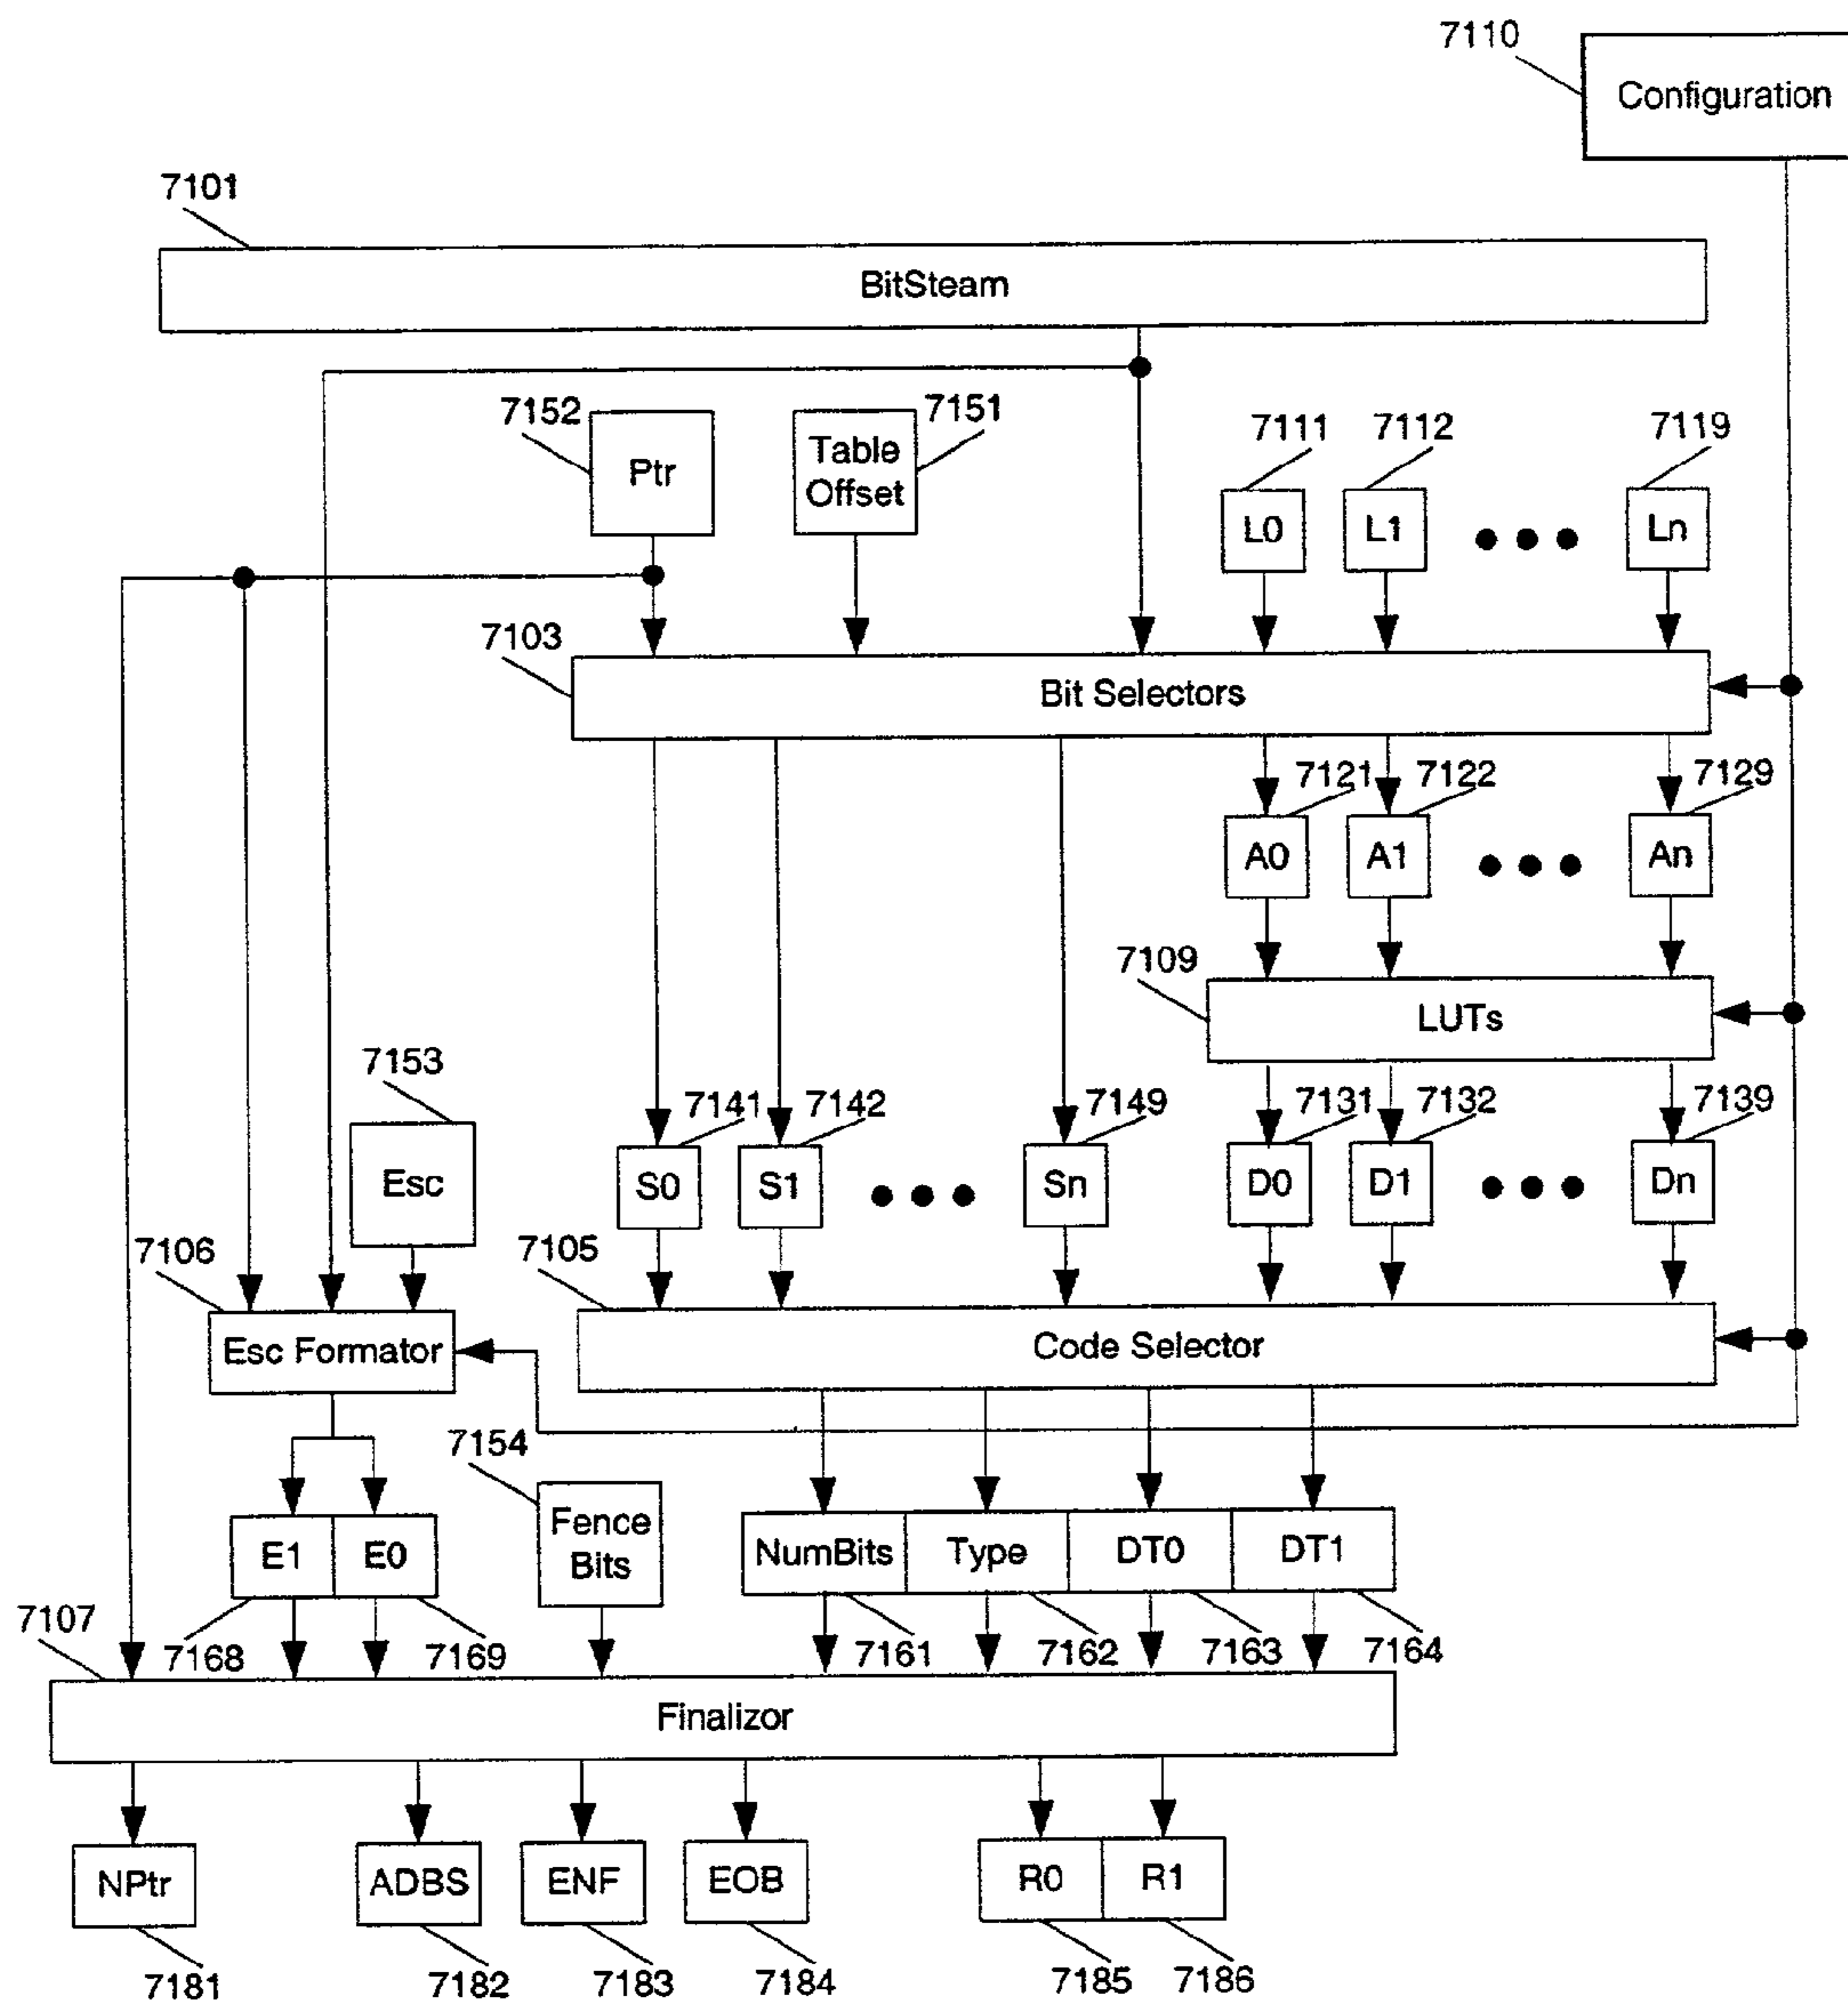 7110
Configuration
7101
BitSteam
7152
Ptr
Table
Offset
7151
7111
7112
7119
L0
L1
Ln
7103
Bit Selectors
7121
7122
7129
A0
A1
An
7109
LUTs
7153
Esc
7141
7142
7149
7131
7132
7139
S0
S1
Sn
D0
D1
Dn
7106
7105
Esc Formator
Code Selector
7154
Fence
Bits
E1
E0
NumBits
Type
DT0
DT1
7107
7168
7169
7161
7162
7163
7164
Finalizor
NPtr
ADBS
ENF
EOB
R0
R1
7181
7182
7183
7184
7185
7186